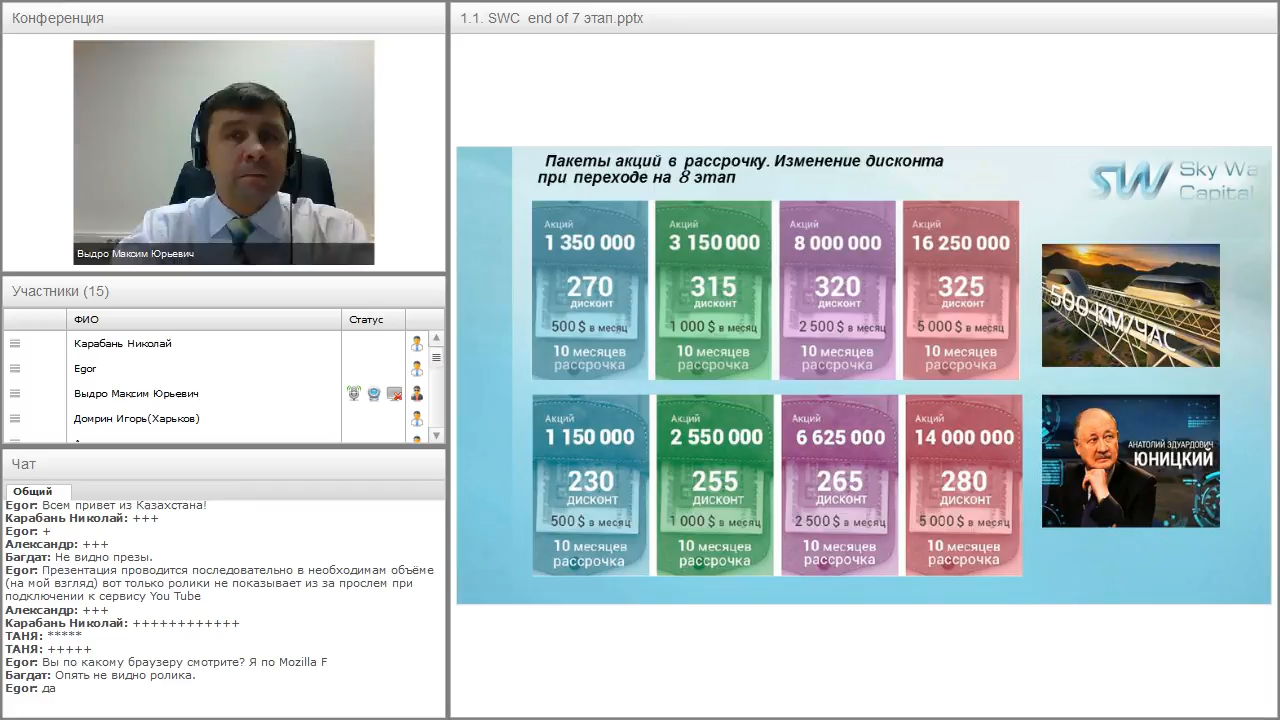 Конференция
Выдро Максим Юрьевич
Участники (15)
ФИО
Статус
Карабань Николай
Egor
Выдро Максим Юрьевич
Домрин Игорь(Харьков)
Чат
Общий
Egor: Всем привет из Казахстана!
Карабань Николай: +++
Egor: +
Александр: +++
Багдат: Не видно презы.
Egor: Презентация проводится последовательно в необходимам объёме
(на мой взгляд) вот только ролики не показывает из за прослем при
подключении к сервису You Tube
Александр: +++
Карабань Николай: ++++++++++++
ТАНЯ: *****
ТАНЯ: +++++
Egor: Вы по какому браузеру смотрите? Я по Mozilla F
Багдат: Опять не видно ролика.
Egor: да
1.1. SWC end of 7 этап.pptx
Пакеты акций в рассрочку. Изменение дисконта
при переходе на 8 этап
SW Sky Wa
Capital
Акций
1 350 000
270
дисконт
500 $ в месяц
10 месяцев
рассрочка
Акций
3 150 000
315
дисконт
1 000 $ в месяц
10 месяцев
рассрочка
Акций
8 000 000
320
дисконт
2 500 $ в месяц
10 месяцев
рассрочка
Акций
16 250 000
325
дисконт
5 000 $ в месяц
10 месяцев
рассрочка
500 КМ/ЧАС
Акций
1 150 000
230
дисконт
500 $ в месяц
10 месяцев
рассрочка
Акций
2 550 000
255
дисконт
1 000 $ в месяц
10 месяцев
рассрочка
Акций
6 625 000
265
дисконт
2 500 $ в месяц
10 месяцев
рассрочка
Акций
14 000 000
280
дисконт
5 000 $ в месяц
10 месяцев
рассрочка
АНАТОЛИЙ ЭДУАРДОВИЧ
ЮНИЦКИЙ